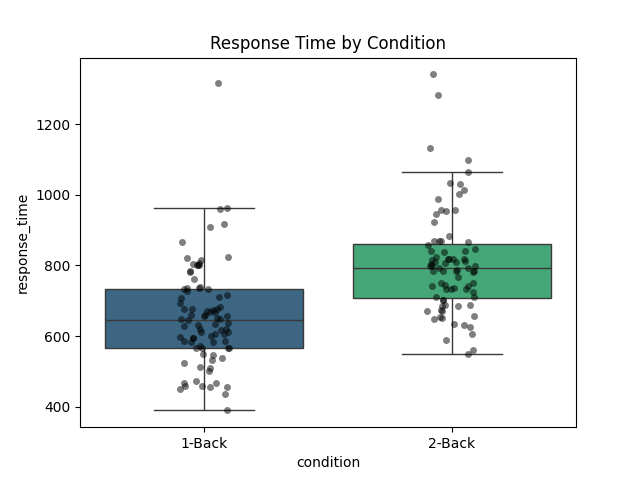 Response Time by Condition
1200
1000
800
600
400
response_time
1-Back
2-Back
condition